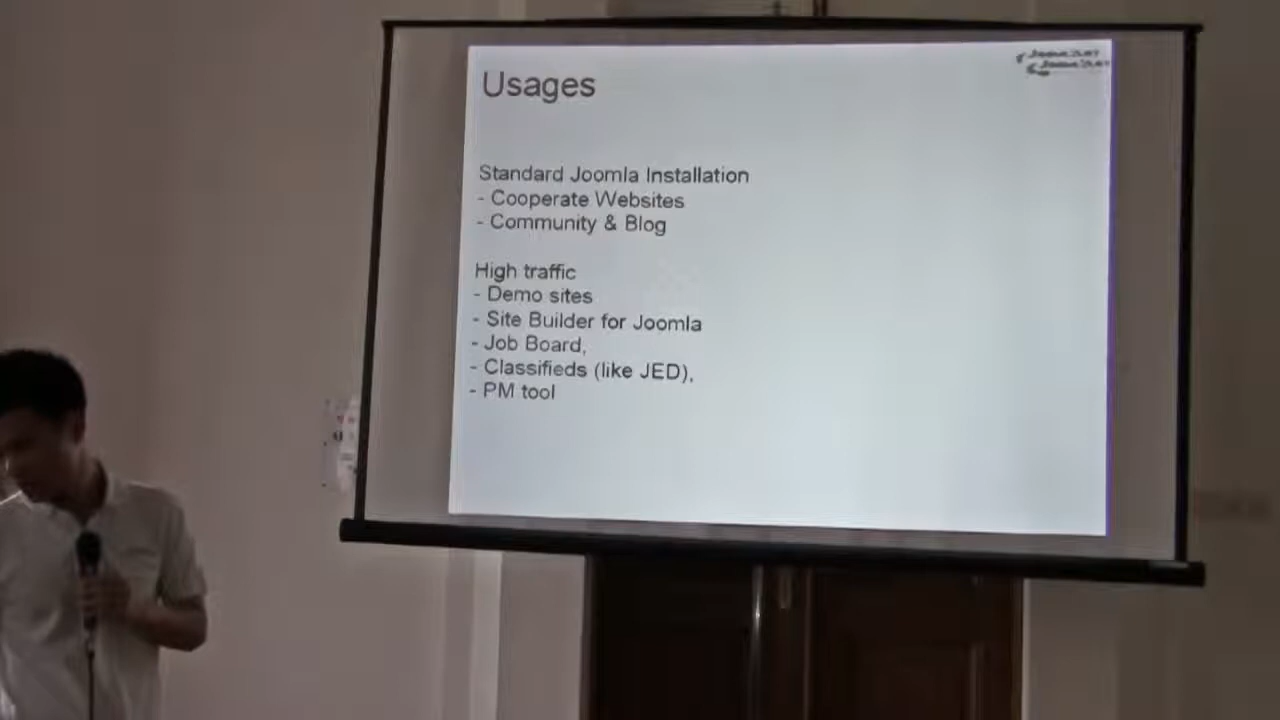 Usages
Standard Joomla Installation
- Cooperate Websites
- Community & Blog
High traffic
- Demo sites
- Site Builder for Joomla
- Job Board,
- Classifieds (like JED),
- PM tool